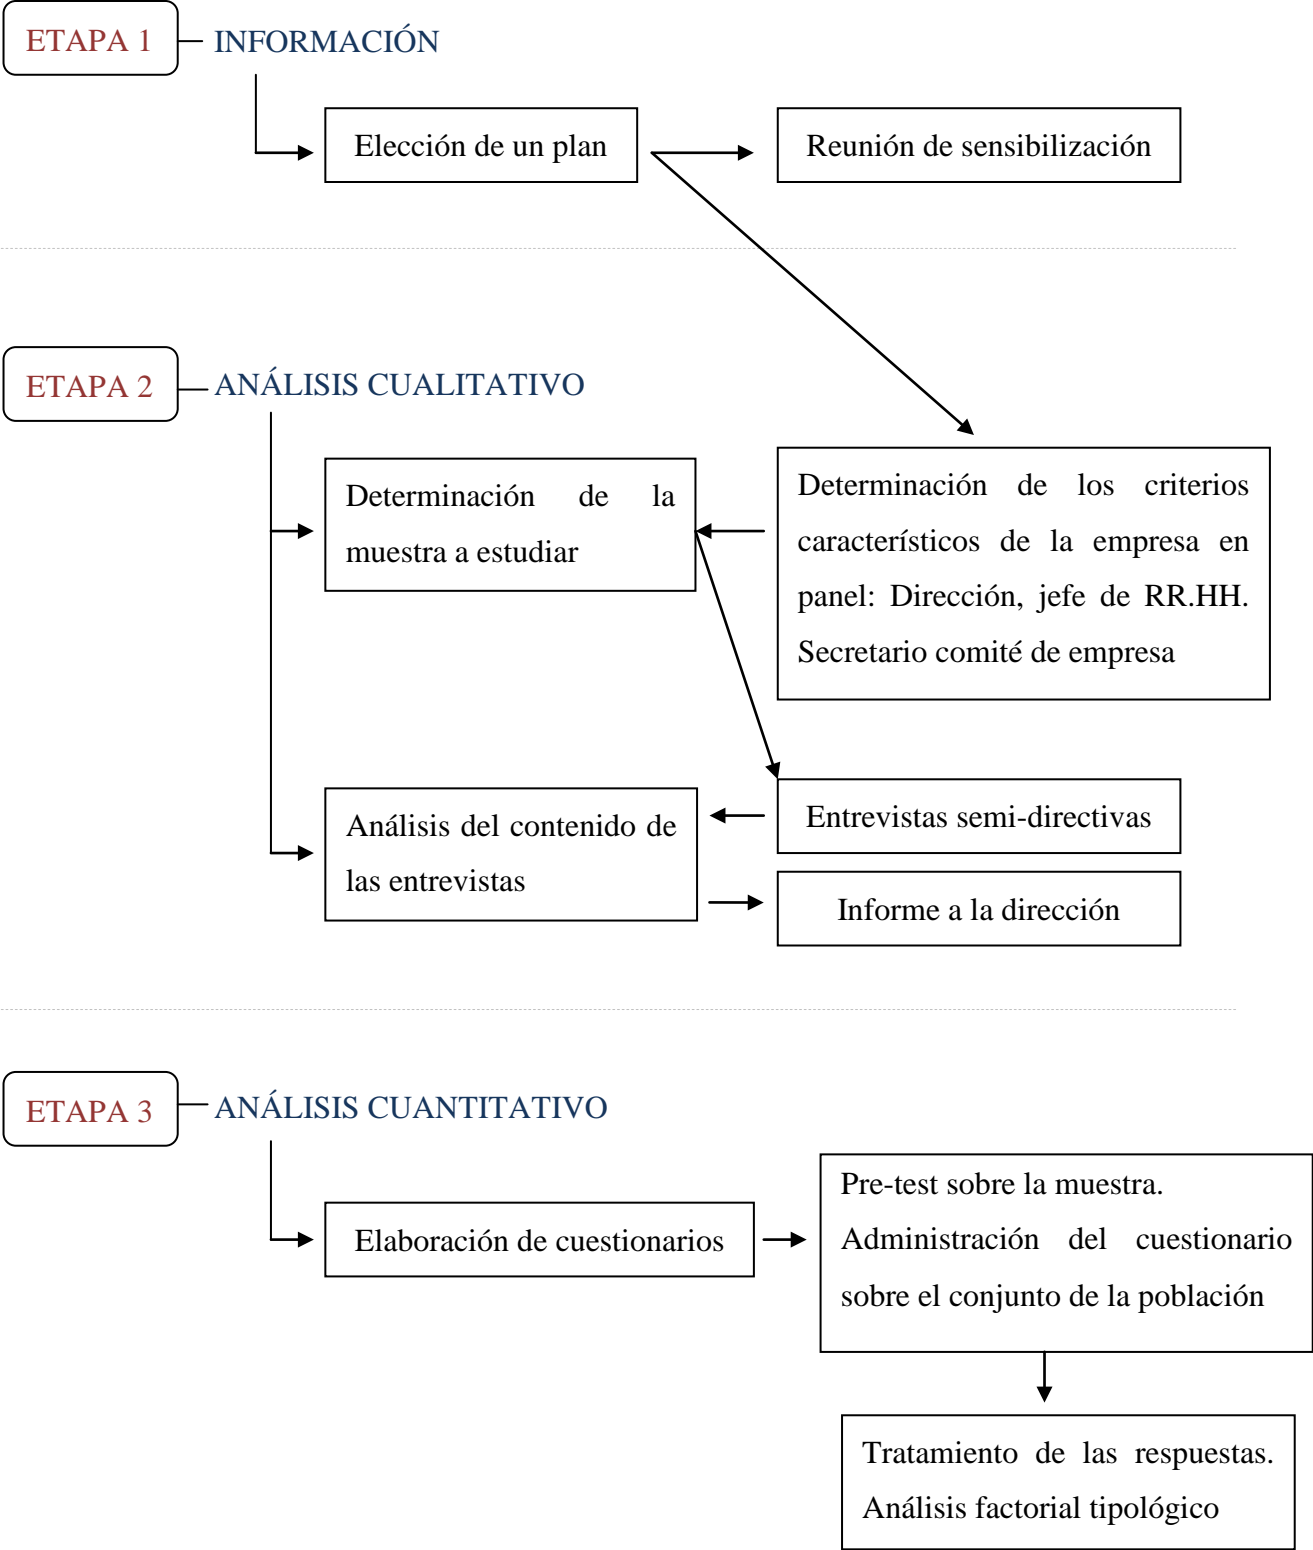 ETAPA 1
INFORMACIÓN
Elección de un plan
Reunión de sensibilización
ETAPA 2
ANÁLISIS CUALITATIVO
Determinación de la
muestra a estudiar
Determinación de los criterios
característicos de la empresa en
panel: Dirección, jefe de RR.HH.
Secretario comité de empresa
Análisis del contenido de
las entrevistas
Entrevistas semi-directivas
Informe a la dirección
ETAPA 3
ANÁLISIS CUANTITATIVO
Elaboración de cuestionarios
Pre-test sobre la muestra.
Administración del cuestionario
sobre el conjunto de la población
Tratamiento de las respuestas.
Análisis factorial tipológico